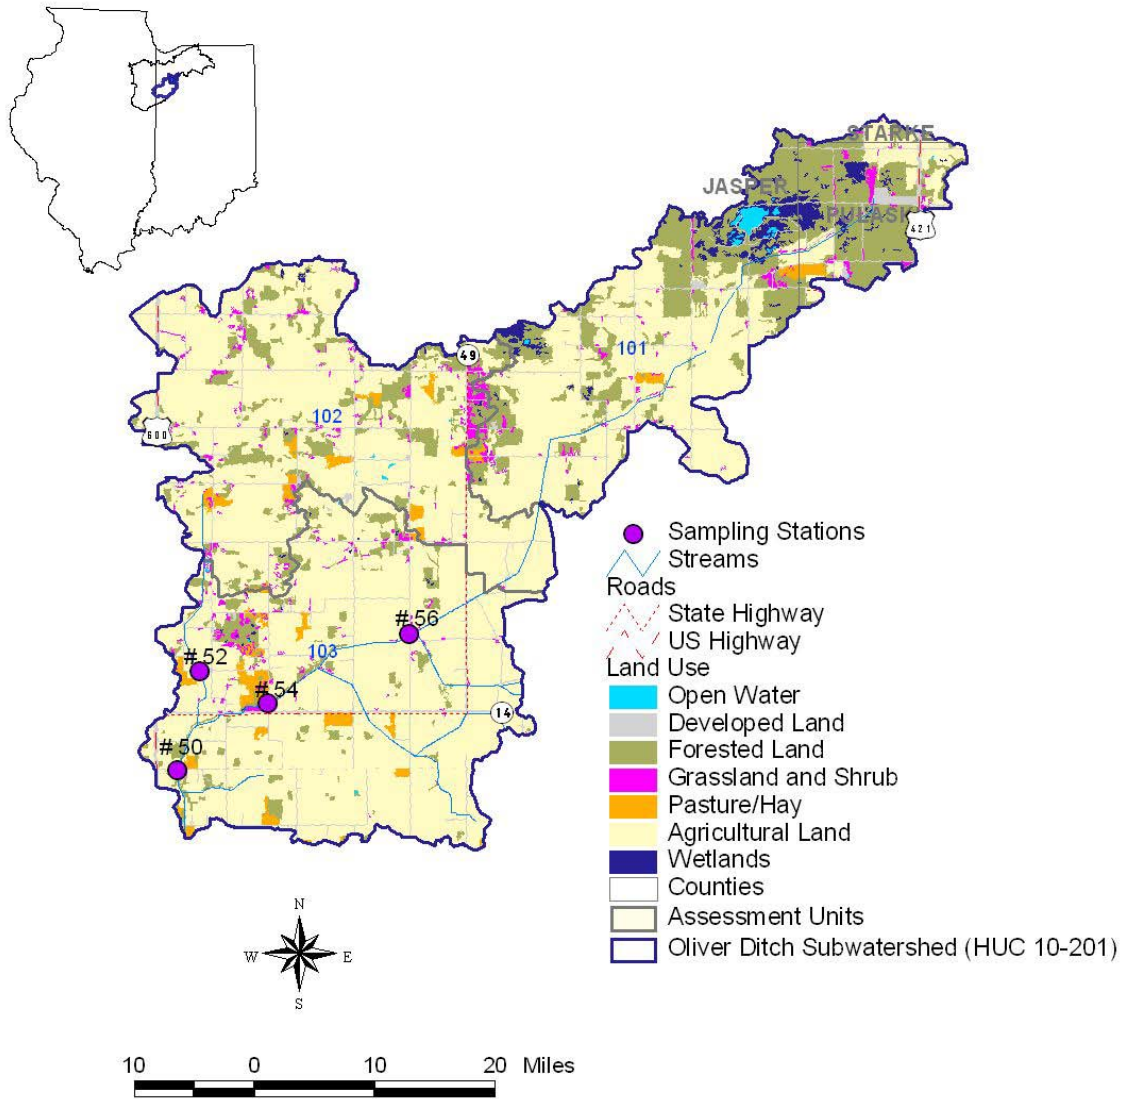 STARKE
JASPER
PULASKI
421
101
49
102
600
Sampling Stations
Streams
Roads
State Highway
US Highway
Land Use
Open Water
Developed Land
Forested Land
Grassland and Shrub
Pasture/Hay
Agricultural Land
Wetlands
Counties
Assessment Units
Oliver Ditch Subwatershed (HUC 10-201)
# 56
103
# 52
# 54
14
# 50
N
W E
S
10 0 10 20 Miles